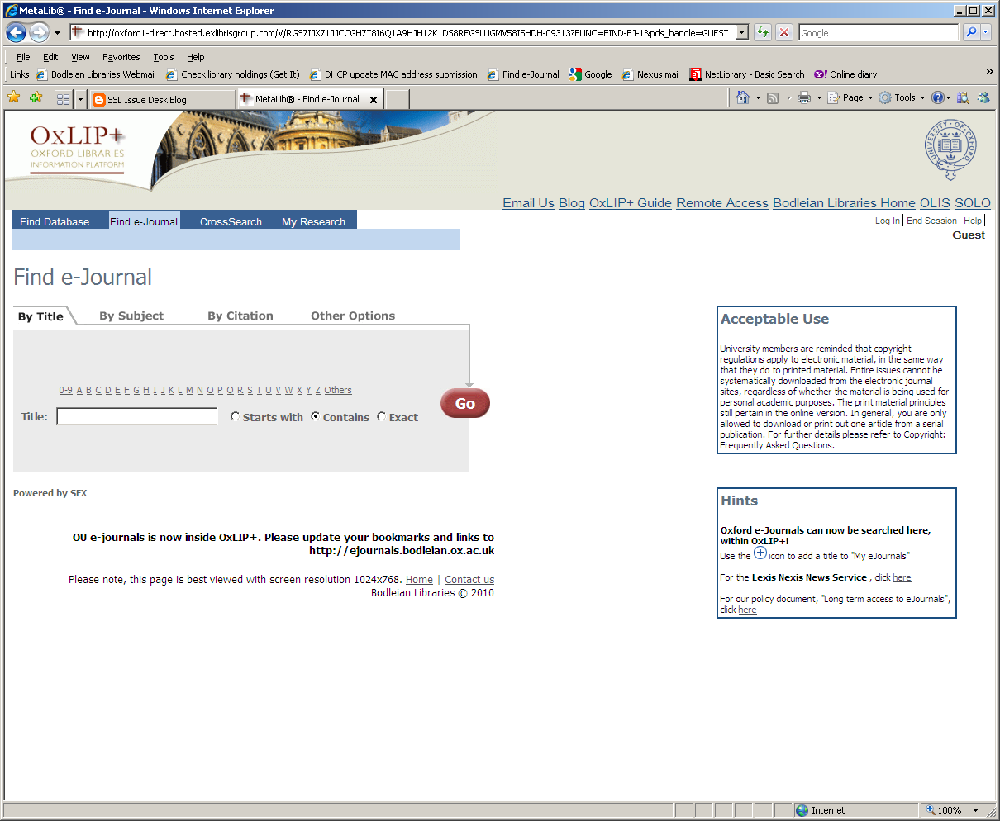 MetaLib® - Find e-Journal - Windows Internet Explorer
http://oxford1-direct.hosted.exlibrisgroup.com/V/RGS7IJX71JJCCGH7T8I6Q1A9HJH12K1DS8REGSLUGMV58ISHDH-09313?FUNC=FIND-EJ-1&pds_handle=GUEST
Google
File Edit View Favorites Tools Help
Links Bodleian Libraries Webmail Check library holdings (Get It) DHCP update MAC address submission Find e-Journal Google Nexus mail NetLibrary - Basic Search Online diary »
SSL Issue Desk Blog MetaLib® - Find e-Journal Page Tools
OxLIP+
OXFORD LIBRARIES
INFORMATION PLATFORM
UNIVERSITY OF OXFORD
Email Us Blog OxLIP+ Guide Remote Access Bodleian Libraries Home OLIS SOLO
Find Database Find e-Journal CrossSearch My Research
Log In End Session Help
Guest
Find e-Journal
By Title By Subject By Citation Other Options
0-9 A B C D E F G H I J K L M N O P Q R S T U V W X Y Z Others
Title: Starts with Contains Exact
Go
Powered by SFX
OU e-journals is now inside OxLIP+. Please update your bookmarks and links to
http://ejournals.bodleian.ox.ac.uk
Please note, this page is best viewed with screen resolution 1024x768. Home | Contact us
Bodleian Libraries © 2010
Acceptable Use
University members are reminded that copyright
regulations apply to electronic material, in the same way
that they do to printed material. Entire issues cannot be
systematically downloaded from the electronic journal
sites, regardless of whether the material is being used for
personal academic purposes. The print material principles
still pertain in the online version. In general, you are only
allowed to download or print out one article from a serial
publication. For further details please refer to Copyright:
Frequently Asked Questions.
Hints
Oxford e-Journals can now be searched here,
within OxLIP+!
Use the icon to add a title to "My eJournals"
For the Lexis Nexis News Service , click here
For our policy document, "Long term access to eJournals",
click here
Internet 100%